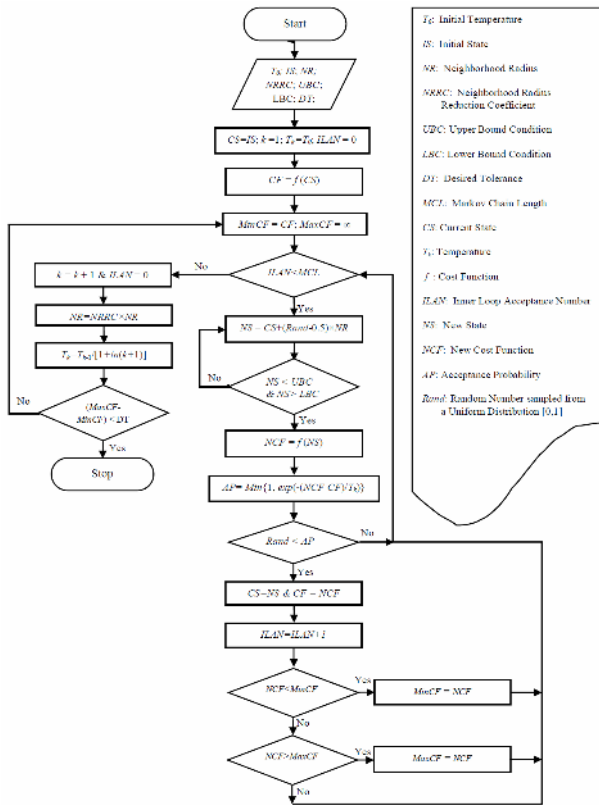 Start
T₀; IS; NR;
NRRC; UBC;
LBC; DT;
CS=IS; k=1; Tₖ=T₀; ILAN = 0
CF = f (CS)
MinCF = CF; MaxCF = ∞
ILAN<MCL
No
Yes
k = k + 1 & ILAN = 0
NR=NRRC×NR
(MaxCF-
MinCF) < DT
No
Yes
Stop
NS = CS+(Rand-0.5)×NR
NS < UBC
& NS> LBC
No
Yes
NCF = f (NS)
AP= Min{1, exp(-(NCF-CF)/Tₖ)}
Rand < AP
No
Yes
CS=NS & CF = NCF
ILAN=ILAN+1
NCF<MinCF
Yes
MinCF = NCF
No
NCF>MaxCF
Yes
MaxCF = NCF
No
T₀: Initial Temperature
IS: Initial State
NR: Neighborhood Radius
NRRC: Neighborhood Radius
Reduction Coefficient
UBC: Upper Bound Condition
LBC: Lower Bound Condition
DT: Desired Tolerance
MCL: Markov Chain Length
CS: Current State
Tₖ: Temperature
f : Cost Function
ILAN: Inner Loop Acceptance Number
NS: New State
NCF: New Cost Function
AP: Acceptance Probability
Rand: Random Number sampled from
a Uniform Distribution [0,1]